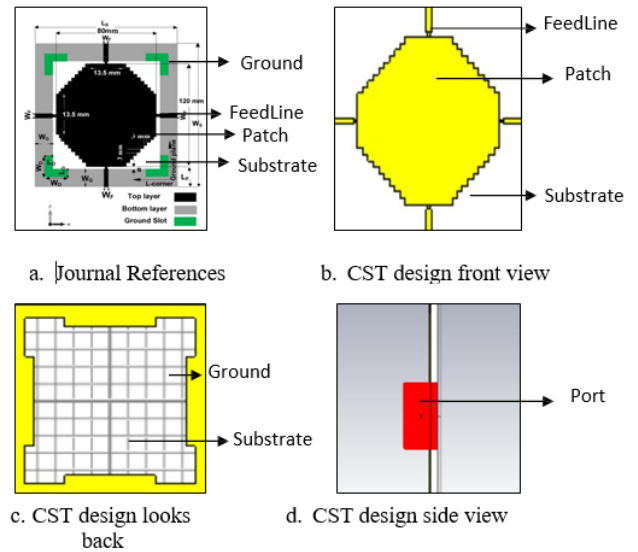 Ls
80mm
WF
Ground
13.5 mm
120 mm
FeedLine
13.5 mm
Patch
3 mm
3 mm
Substrate
Ground plane
L-corner
WF
Top layer
Bottom layer
Ground Slot
a. Journal References
FeedLine
Patch
Substrate
b. CST design front view
Ground
Substrate
c. CST design looks
back
Port
d. CST design side view